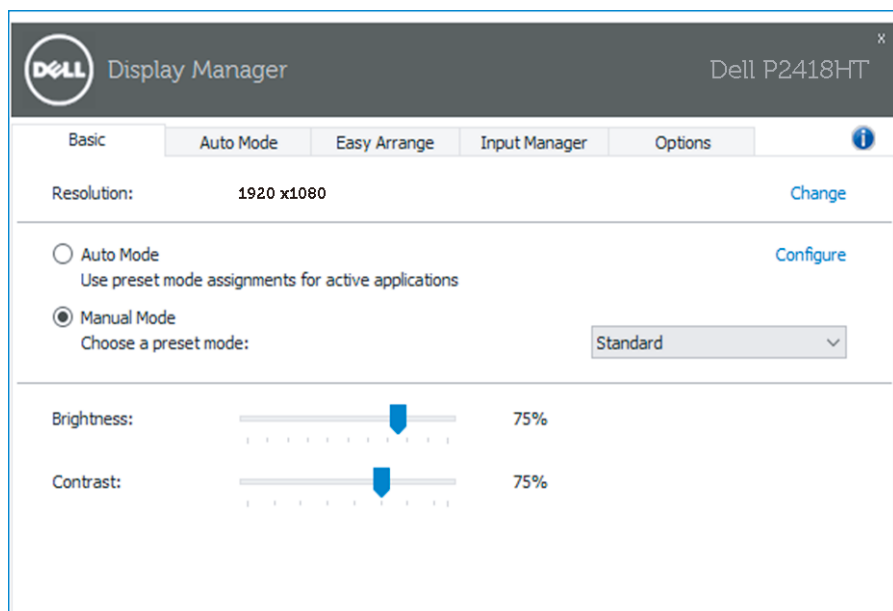 x
DELL Display Manager Dell P2418HT
Basic Auto Mode Easy Arrange Input Manager Options i
Resolution: 1920 x1080 Change
Auto Mode Configure
Use preset mode assignments for active applications
Manual Mode
Choose a preset mode: Standard
Brightness: 75%
Contrast: 75%